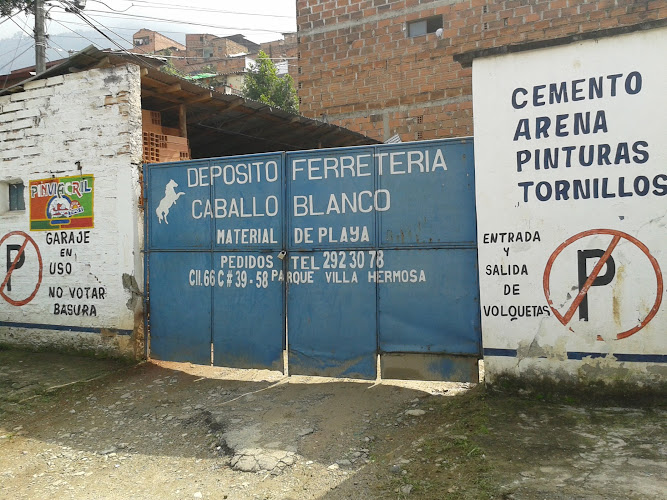 PINVIACRIL
GARAJE
EN
USO
NO VOTAR
BASURA
P
DEPOSITO FERRETERIA
CABALLO BLANCO
MATERIAL DE PLAYA
PEDIDOS TEL 292 30 78
Cll.66 C # 39 - 58 PARQUE VILLA HERMOSA
CEMENTO
ARENA
PINTURAS
TORNILLOS
ENTRADA
Y
SALIDA
DE
VOLQUETAS
P